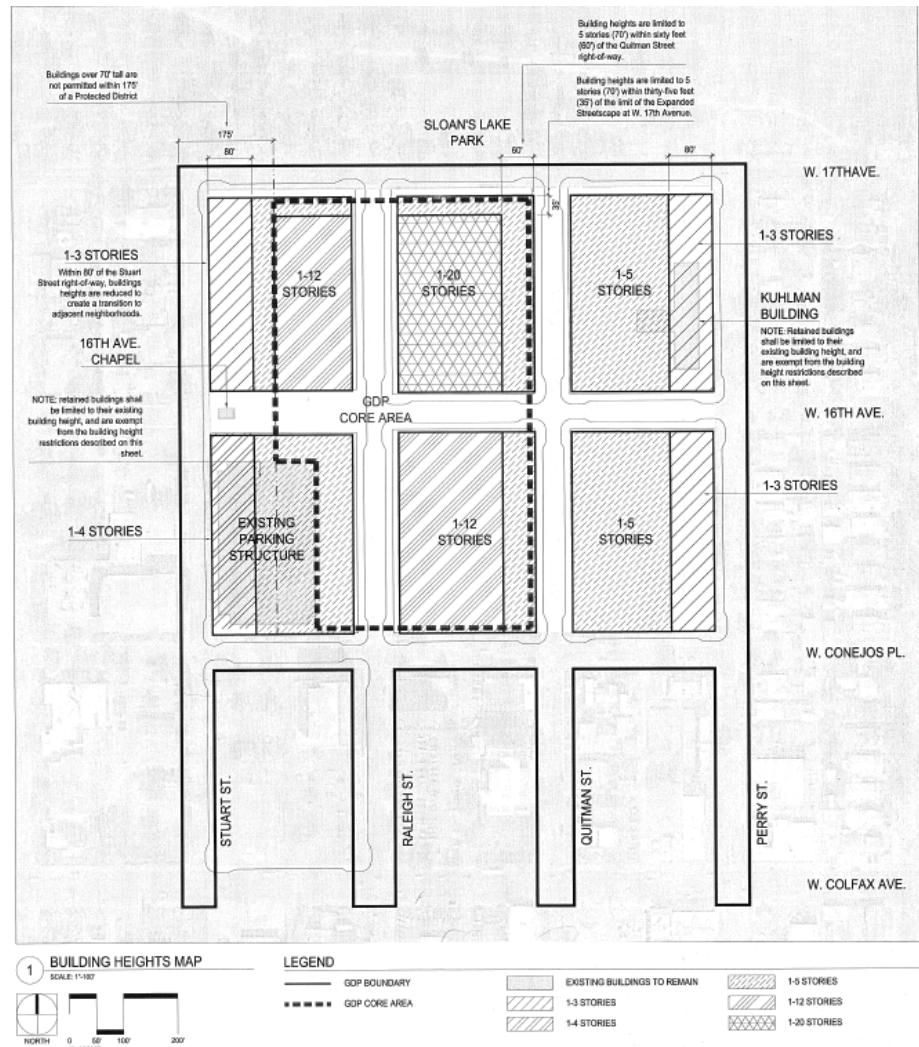 Building heights are limited to
5 stories (70') within sixty feet
(60') of the Quitman Street
right-of-way.
Buildings over 70' tall are
not permitted within 175'
of a Protected District
Building heights are limited to 5
stories (70') within thirty-five feet
(35') of the limit of the Expanded
Streetscape at W. 17th Avenue.
175'
SLOAN'S LAKE
PARK
80'
60'
80'
W. 17THAVE.
35'
1-3 STORIES
Within 80' of the Stuart
Street right-of-way, buildings
heights are reduced to
create a transition to
adjacent neighborhoods.
1-12
STORIES
1-20
STORIES
1-5
STORIES
1-3 STORIES
KUHLMAN
BUILDING
NOTE: Retained buildings
shall be limited to their
existing building height, and
are exempt from the building
height restrictions described
on this sheet.
16TH AVE.
CHAPEL
NOTE: retained buildings shall
be limited to their existing
building height, and are exempt
from the building height
restrictions described on this
sheet.
GDP
CORE AREA
W. 16TH AVE.
1-4 STORIES
EXISTING
PARKING
STRUCTURE
1-12
STORIES
1-5
STORIES
1-3 STORIES
W. CONEJOS PL.
STUART ST.
RALEIGH ST.
QUITMAN ST.
PERRY ST.
W. COLFAX AVE.
1
BUILDING HEIGHTS MAP
SCALE: 1"-100'
NORTH
0 50' 100' 200'
LEGEND
GDP BOUNDARY
GDP CORE AREA
EXISTING BUILDINGS TO REMAIN
1-3 STORIES
1-4 STORIES
1-5 STORIES
1-12 STORIES
1-20 STORIES